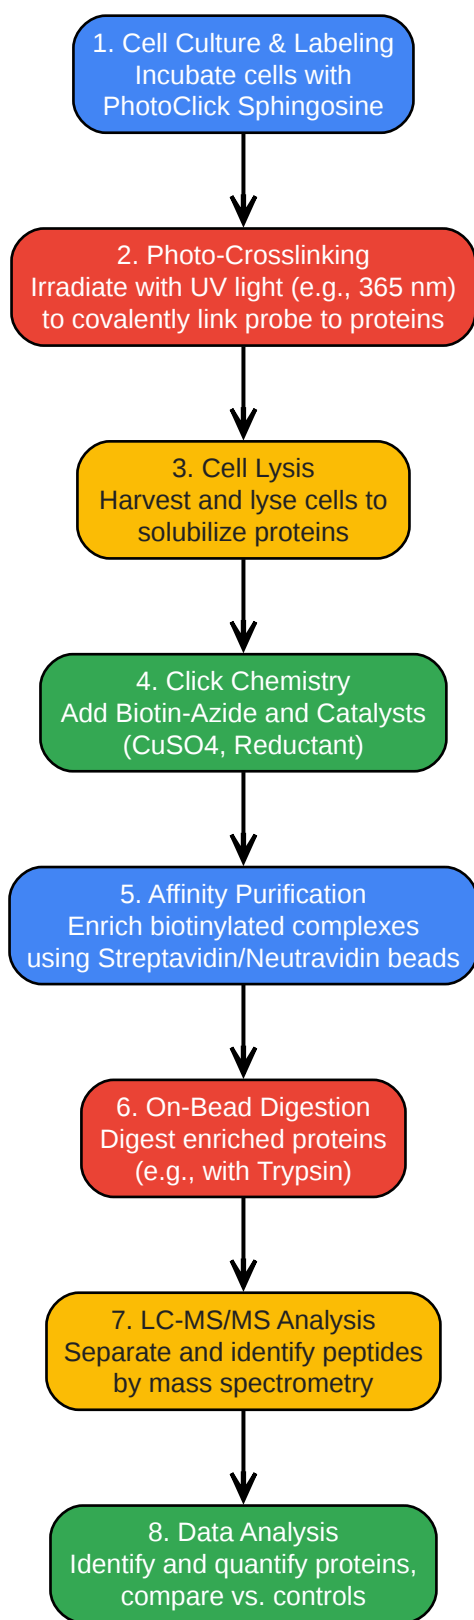 1. Cell Culture & Labeling
Incubate cells with
PhotoClick Sphingosine
2. Photo-Crosslinking
Irradiate with UV light (e.g., 365 nm)
to covalently link probe to proteins
3. Cell Lysis
Harvest and lyse cells to
solubilize proteins
4. Click Chemistry
Add Biotin-Azide and Catalysts
(CuSO4, Reductant)
5. Affinity Purification
Enrich biotinylated complexes
using Streptavidin/Neutravidin beads
6. On-Bead Digestion
Digest enriched proteins
(e.g., with Trypsin)
7. LC-MS/MS Analysis
Separate and identify peptides
by mass spectrometry
8. Data Analysis
Identify and quantify proteins,
compare vs. controls